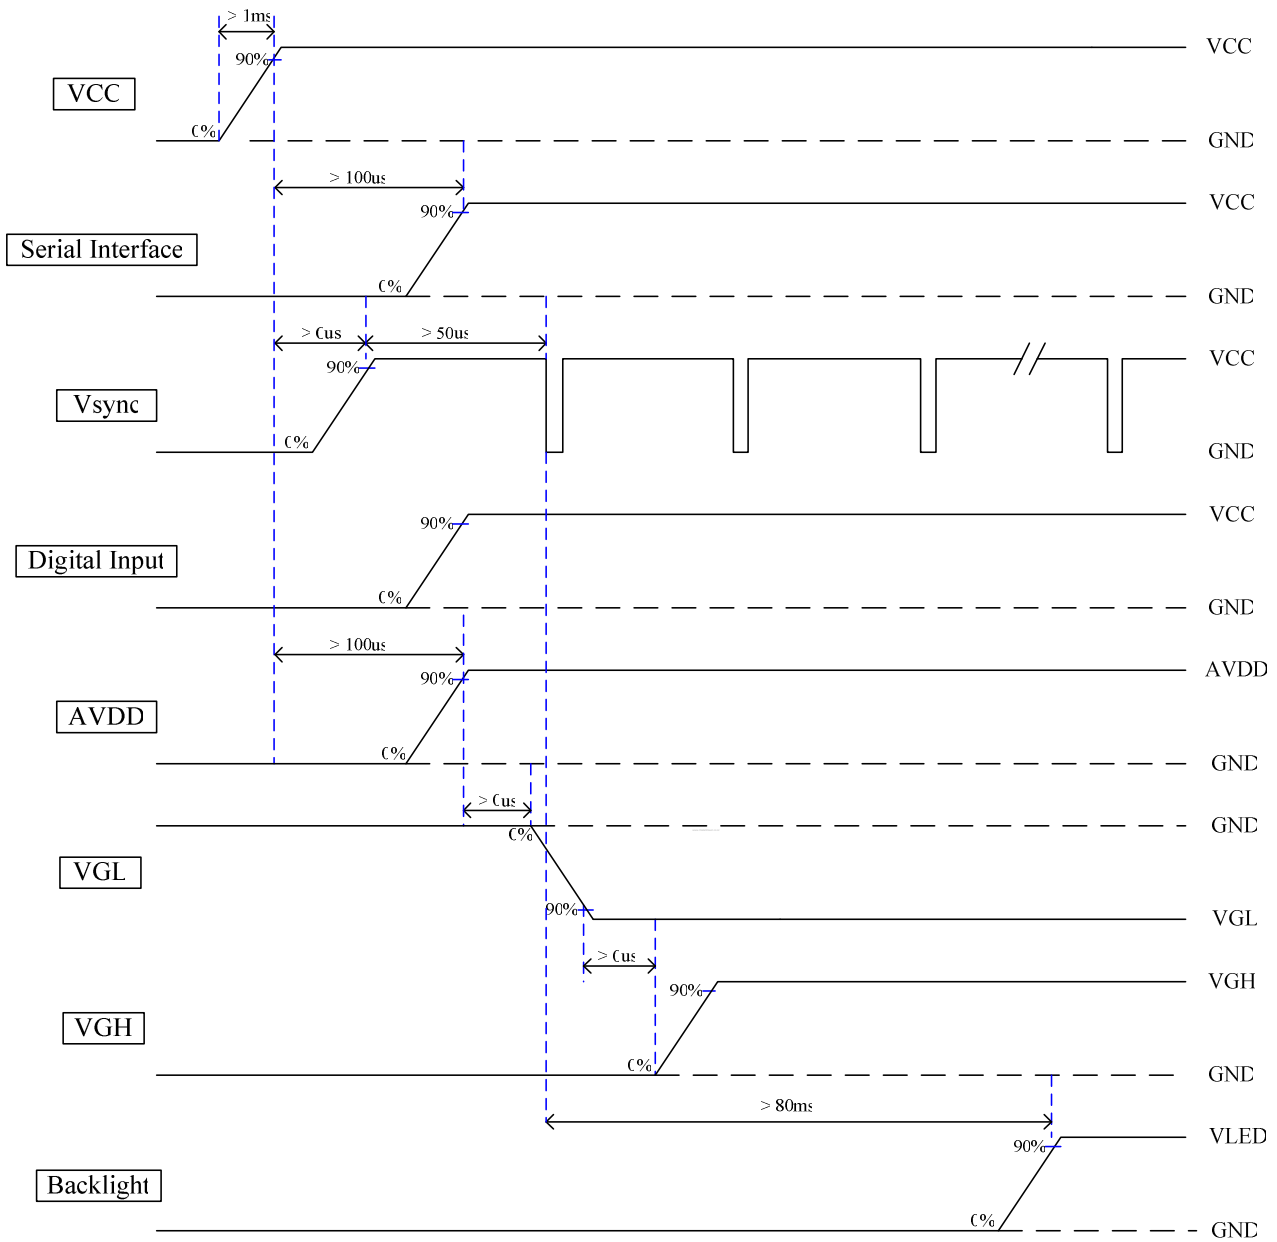 > 1ms
VCC
90%
VCC
0%
GND
> 100us
VCC
90%
Serial Interface
0%
GND
> 0us
> 50us
VCC
90%
Vsync
0%
GND
VCC
90%
Digital Input
0%
GND
> 100us
AVDD
90%
AVDD
0%
GND
> 0us
GND
0%
VGL
90%
VGL
> 0us
VGH
90%
VGH
0%
GND
> 80ms
VLED
90%
Backlight
0%
GND